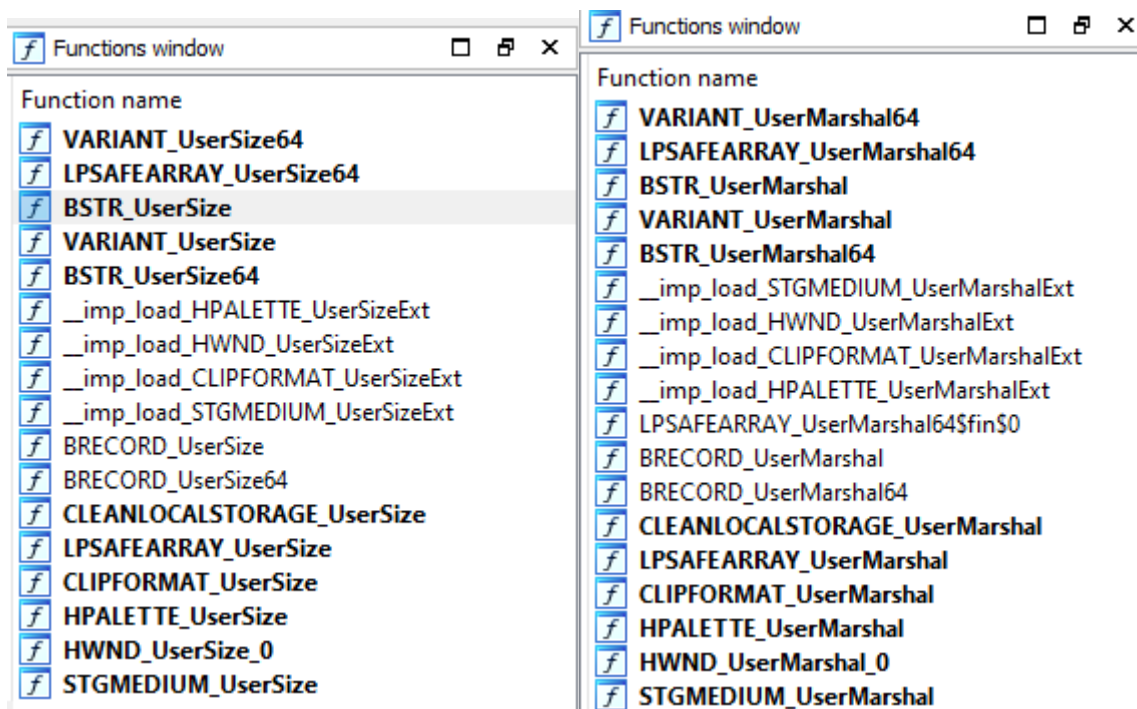 Functions window
Function name
VARIANT_UserSize64
LPSAFEARRAY_UserSize64
BSTR_UserSize
VARIANT_UserSize
BSTR_UserSize64
__imp_load_HPALETTE_UserSizeExt
__imp_load_HWND_UserSizeExt
__imp_load_CLIPFORMAT_UserSizeExt
__imp_load_STGMEDIUM_UserSizeExt
BRECORD_UserSize
BRECORD_UserSize64
CLEANLOCALSTORAGE_UserSize
LPSAFEARRAY_UserSize
CLIPFORMAT_UserSize
HPALETTE_UserSize
HWND_UserSize_0
STGMEDIUM_UserSize
Functions window
Function name
VARIANT_UserMarshal64
LPSAFEARRAY_UserMarshal64
BSTR_UserMarshal
VARIANT_UserMarshal
BSTR_UserMarshal64
__imp_load_STGMEDIUM_UserMarshalExt
__imp_load_HWND_UserMarshalExt
__imp_load_CLIPFORMAT_UserMarshalExt
__imp_load_HPALETTE_UserMarshalExt
LPSAFEARRAY_UserMarshal64$fin$0
BRECORD_UserMarshal
BRECORD_UserMarshal64
CLEANLOCALSTORAGE_UserMarshal
LPSAFEARRAY_UserMarshal
CLIPFORMAT_UserMarshal
HPALETTE_UserMarshal
HWND_UserMarshal_0
STGMEDIUM_UserMarshal